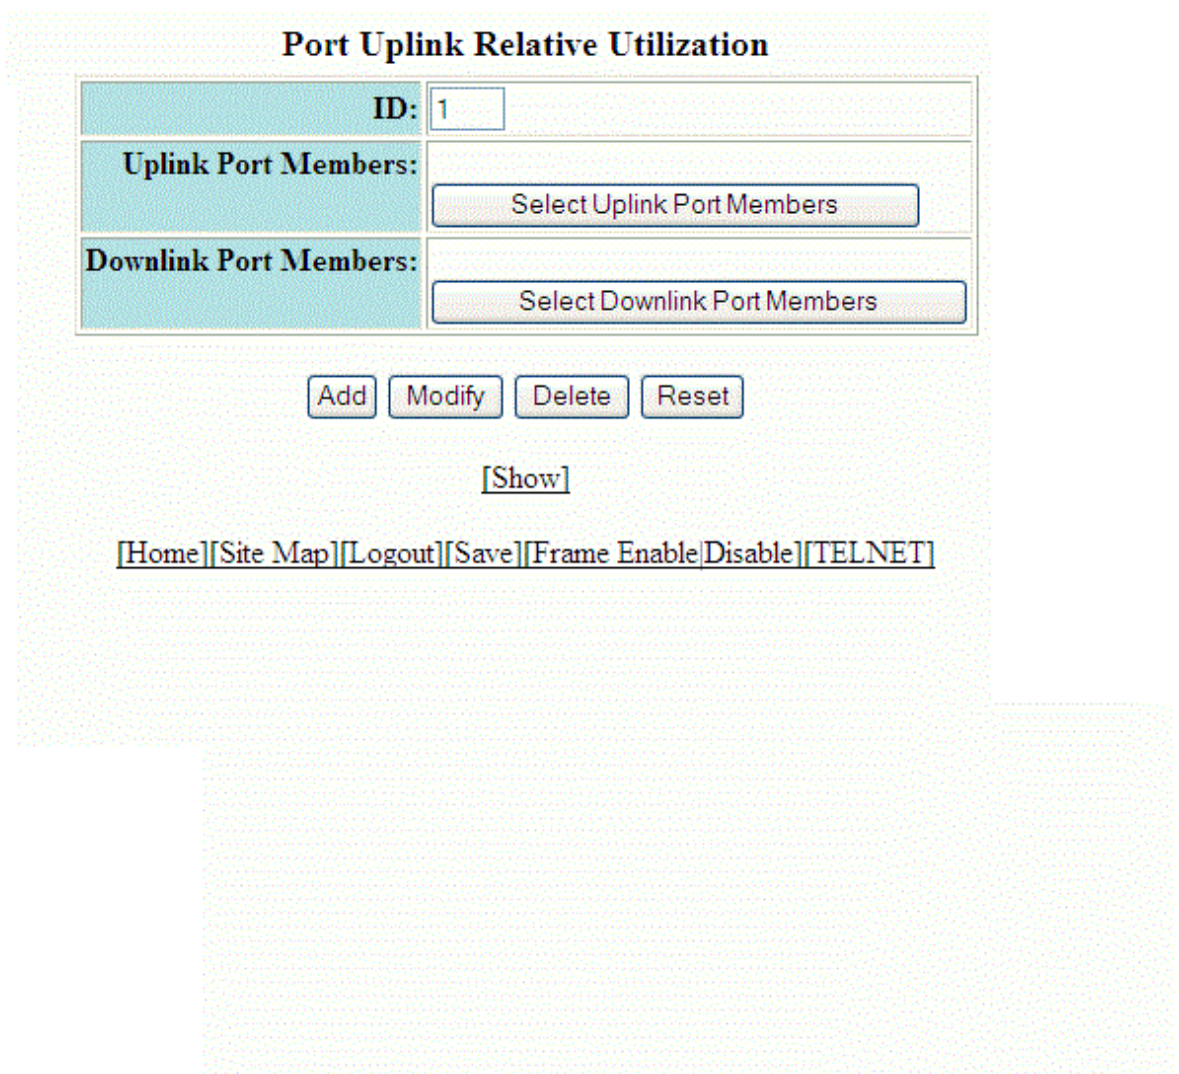 Port Uplink Relative Utilization
ID: 1
Uplink Port Members:
Select Uplink Port Members
Downlink Port Members:
Select Downlink Port Members
Add Modify Delete Reset
[Show]
[Home][Site Map][Logout][Save][Frame Enable|Disable][TELNET]